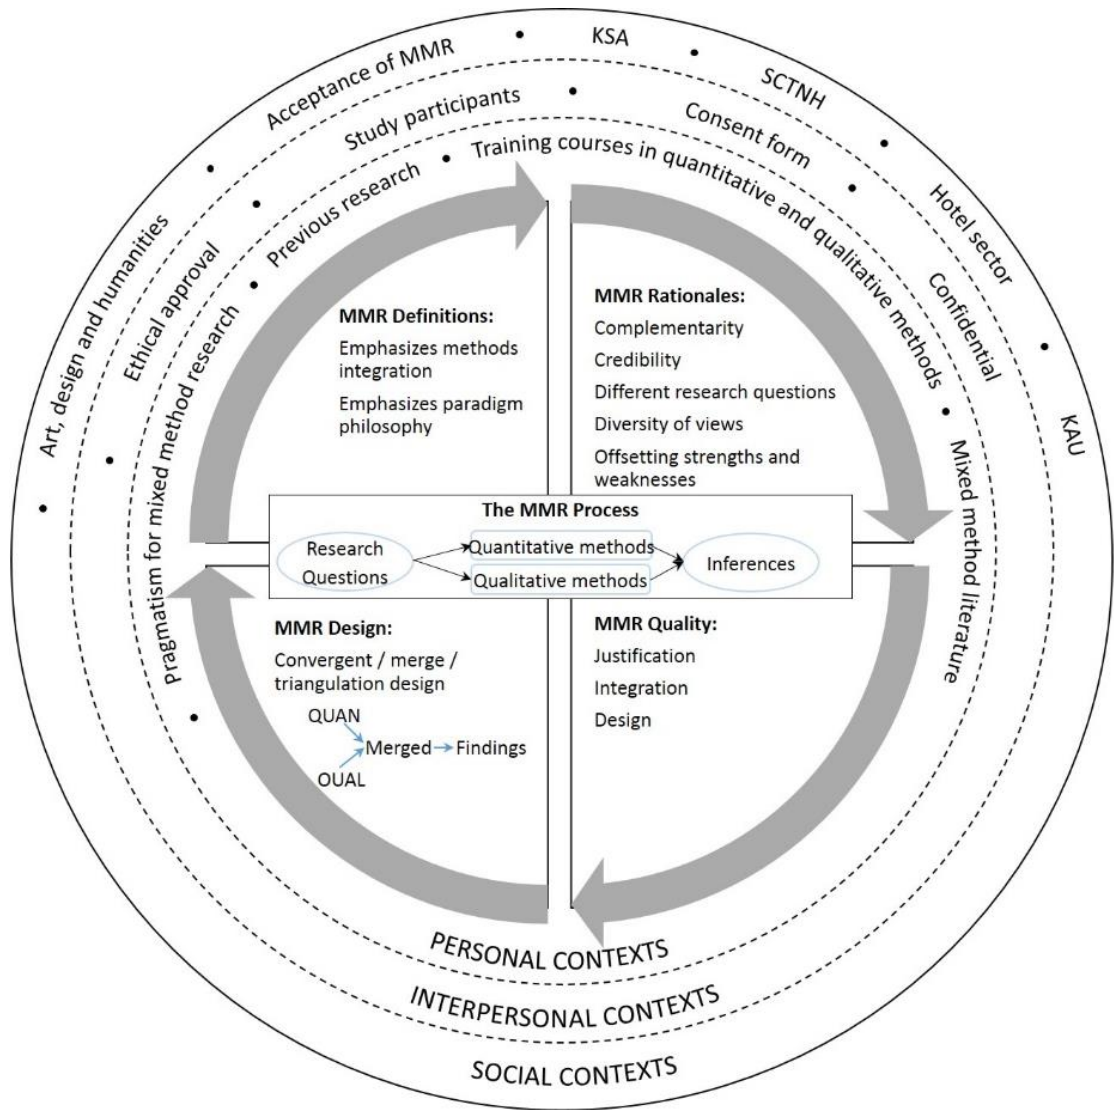 Art, design and humanities
Acceptance of MMR
KSA
SCTNH
Hotel sector
KAU
Ethical approval
Study participants
Consent form
Confidential
Pragmatism for mixed method research
Previous research
Training courses in quantitative and qualitative methods
Mixed method literature
MMR Definitions:
Emphasizes methods
integration
Emphasizes paradigm
philosophy
MMR Rationales:
Complementarity
Credibility
Different research questions
Diversity of views
Offsetting strengths and
weaknesses
The MMR Process
Research
Questions
Quantitative methods
Qualitative methods
Inferences
MMR Design:
Convergent / merge /
triangulation design
QUAN
Merged
Findings
OUAL
MMR Quality:
Justification
Integration
Design
PERSONAL CONTEXTS
INTERPERSONAL CONTEXTS
SOCIAL CONTEXTS